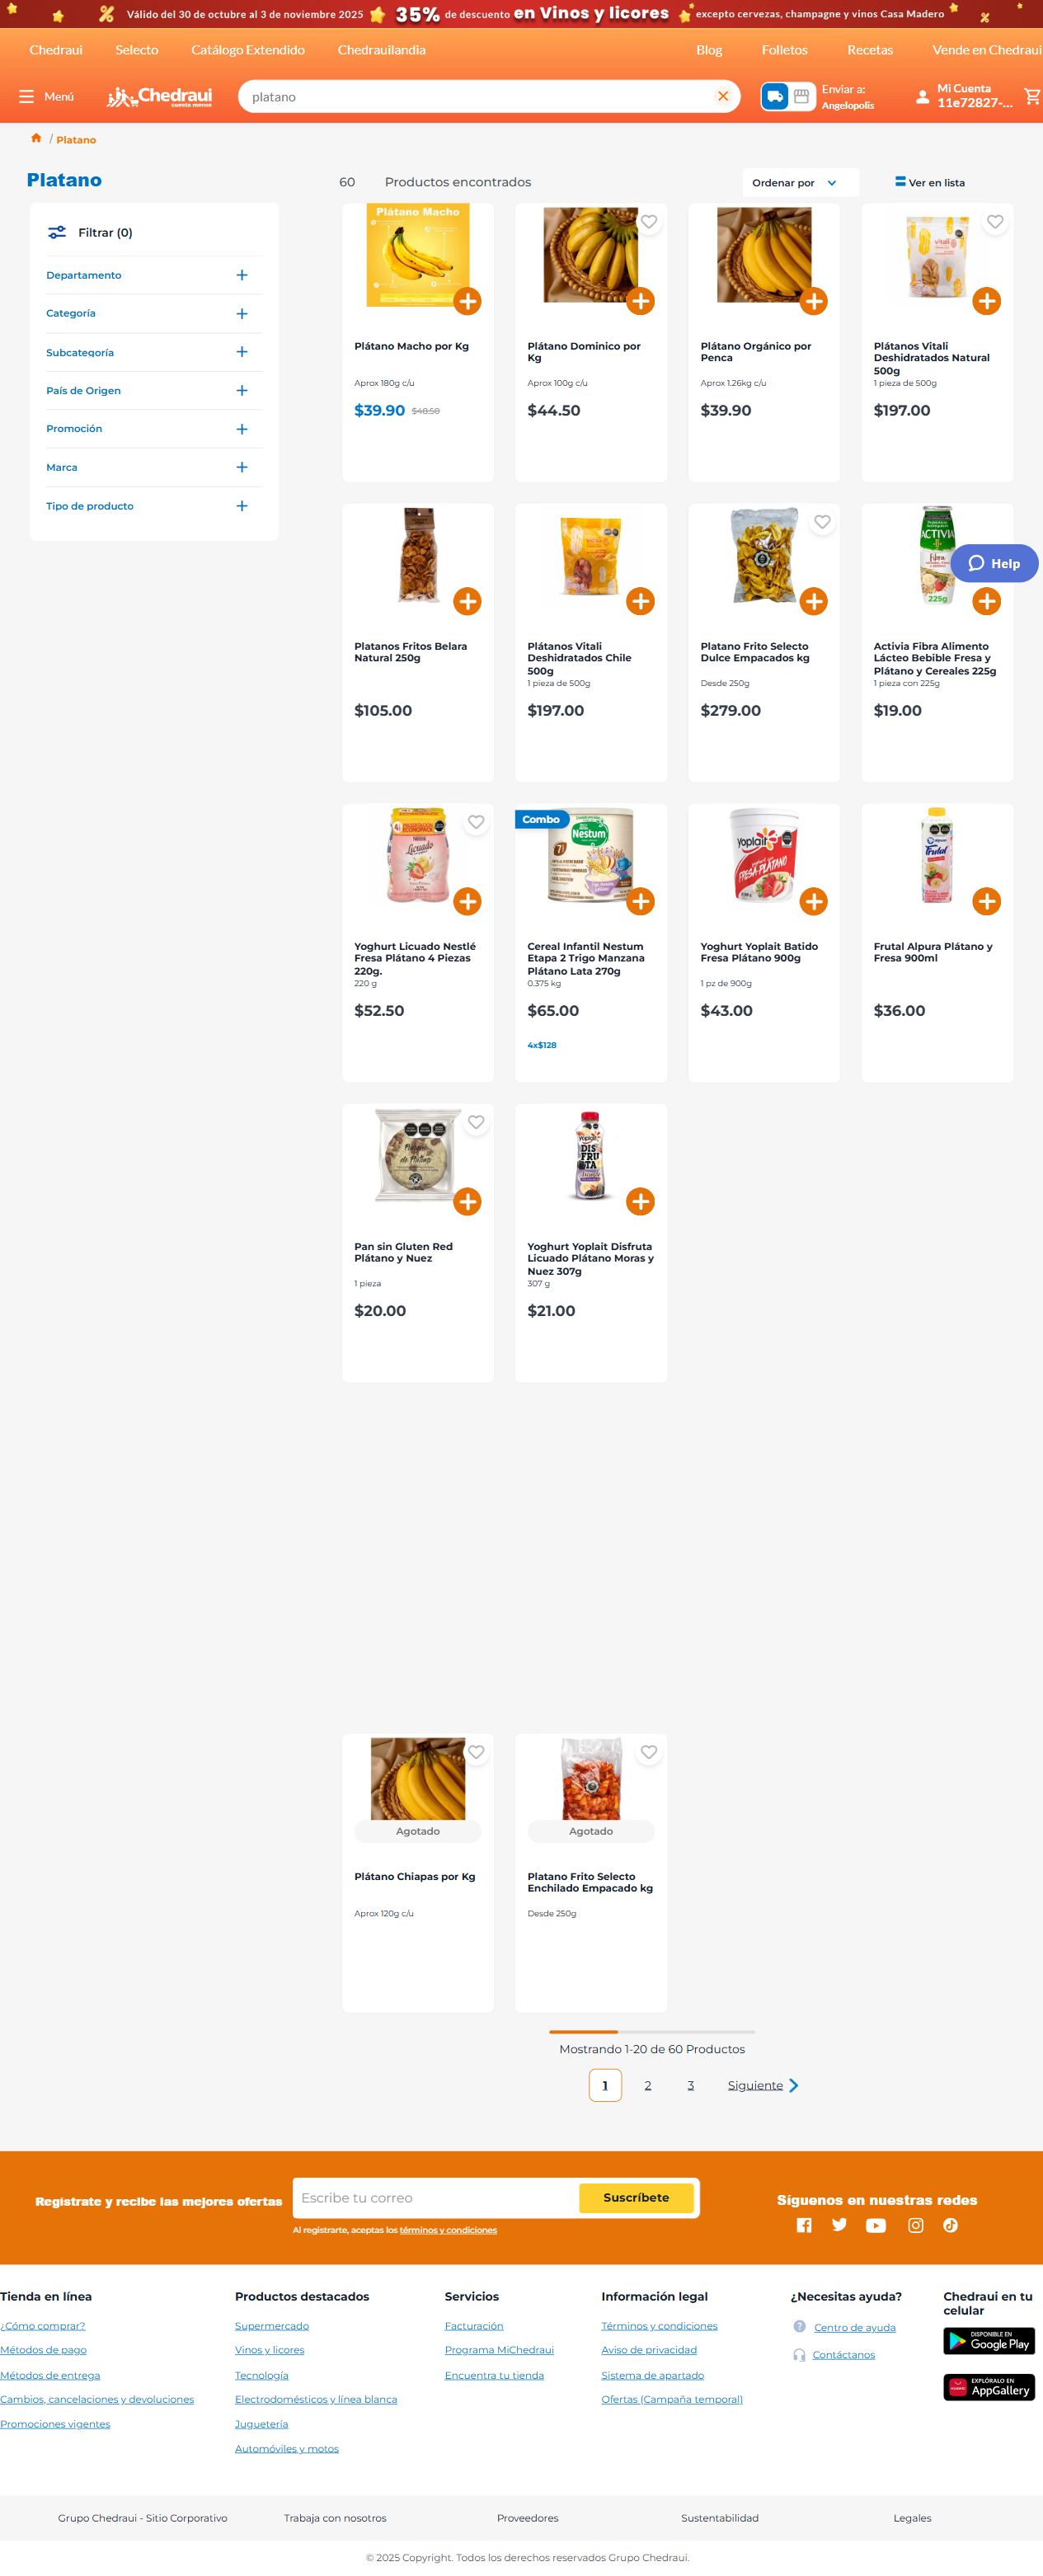 Válido del 30 de octubre al 3 de noviembre 2025 35% de descuento en Vinos y licores excepto cervezas, champagne y vinos Casa Madero
Chedraui Selecto Catálogo Extendido Chedrauilandia Blog Folletos Recetas Vende en Chedraui
Menú Chedraui cuesta menos platano Enviar a: Angelopolis Mi Cuenta 11e72827-...
/ Platano
Platano
60 Productos encontrados Ordenar por Ver en lista
Filtrar (0)
Departamento
Categoría
Subcategoría
País de Origen
Promoción
Marca
Tipo de producto
Plátano Macho
Plátano Macho por Kg
Aprox 180g c/u
$39.90 $48.50
Plátano Dominico por
Kg
Aprox 100g c/u
$44.50
Plátano Orgánico por
Penca
Aprox 1.26kg c/u
$39.90
vitali
Plátanos Vitali
Deshidratados Natural
500g
1 pieza de 500g
$197.00
Platanos Fritos Belara
Natural 250g
$105.00
Plátanos Vitali
Deshidratados Chile
500g
1 pieza de 500g
$197.00
Platano Frito Selecto
Dulce Empacados kg
Desde 250g
$279.00
ACTIVIA
Fibra
225g
Activia Fibra Alimento
Lácteo Bebible Fresa y
Plátano y Cereales 225g
1 pieza con 225g
$19.00
Help
Licuado
Yoghurt Licuado Nestlé
Fresa Plátano 4 Piezas
220g.
220 g
$52.50
Combo
Nestum
Cereal Infantil Nestum
Etapa 2 Trigo Manzana
Plátano Lata 270g
0.375 kg
$65.00
4x$128
Yoplait
FRESA-PLÁTANO
Yoghurt Yoplait Batido
Fresa Plátano 900g
1 pz de 900g
$43.00
Frutal
Frutal Alpura Plátano y
Fresa 900ml
$36.00
Pan sin Gluten Red
Plátano y Nuez
1 pieza
$20.00
Yoplait
DIS
FRU
TA
Yoghurt Yoplait Disfruta
Licuado Plátano Moras y
Nuez 307g
307 g
$21.00
Agotado
Plátano Chiapas por Kg
Aprox 120g c/u
Agotado
Platano Frito Selecto
Enchilado Empacado kg
Desde 250g
Mostrando 1-20 de 60 Productos
1 2 3 Siguiente
Regístrate y recibe las mejores ofertas
Escribe tu correo Suscríbete
Al registrarte, aceptas los términos y condiciones
Síguenos en nuestras redes
Tienda en línea
¿Cómo comprar?
Métodos de pago
Métodos de entrega
Cambios, cancelaciones y devoluciones
Promociones vigentes
Productos destacados
Supermercado
Vinos y licores
Tecnología
Electrodomésticos y línea blanca
Juguetería
Automóviles y motos
Servicios
Facturación
Programa MiChedraui
Encuentra tu tienda
Información legal
Términos y condiciones
Aviso de privacidad
Sistema de apartado
Ofertas (Campaña temporal)
¿Necesitas ayuda?
Centro de ayuda
Contáctanos
Chedraui en tu
celular
DISPONIBLE EN
Google Play
EXPLÓRALO EN
AppGallery
Grupo Chedraui - Sitio Corporativo Trabaja con nosotros Proveedores Sustentabilidad Legales
© 2025 Copyright. Todos los derechos reservados Grupo Chedraui.